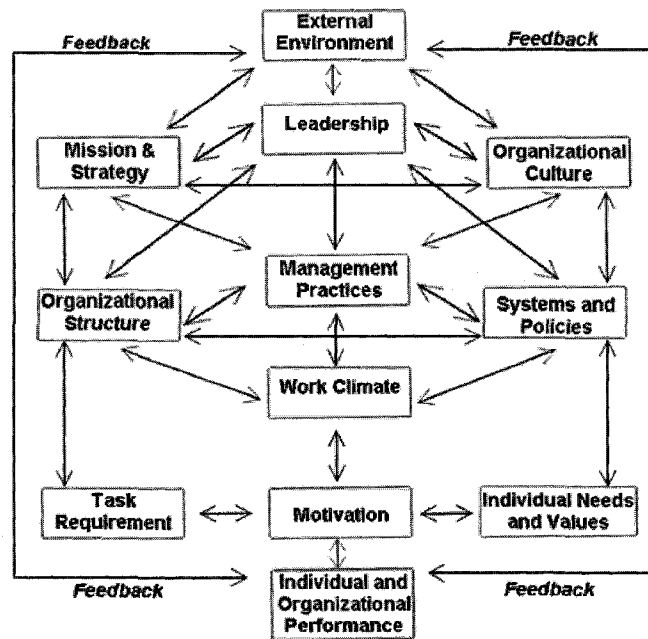 Feedback
External
Environment
Feedback
Leadership
Mission &
Strategy
Organizational
Culture
Management
Practices
Organizational
Structure
Systems and
Policies
Work Climate
Task
Requirement
Motivation
Individual Needs
and Values
Feedback
Individual and
Organizational
Performance
Feedback